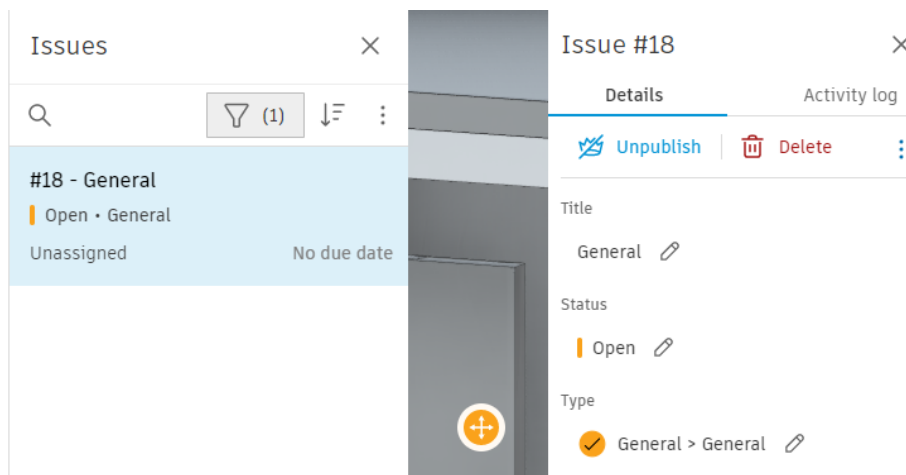 Issues
(1)
#18 - General
Open • General
Unassigned No due date
Issue #18
Details Activity log
Unpublish Delete
Title
General
Status
Open
Type
General > General